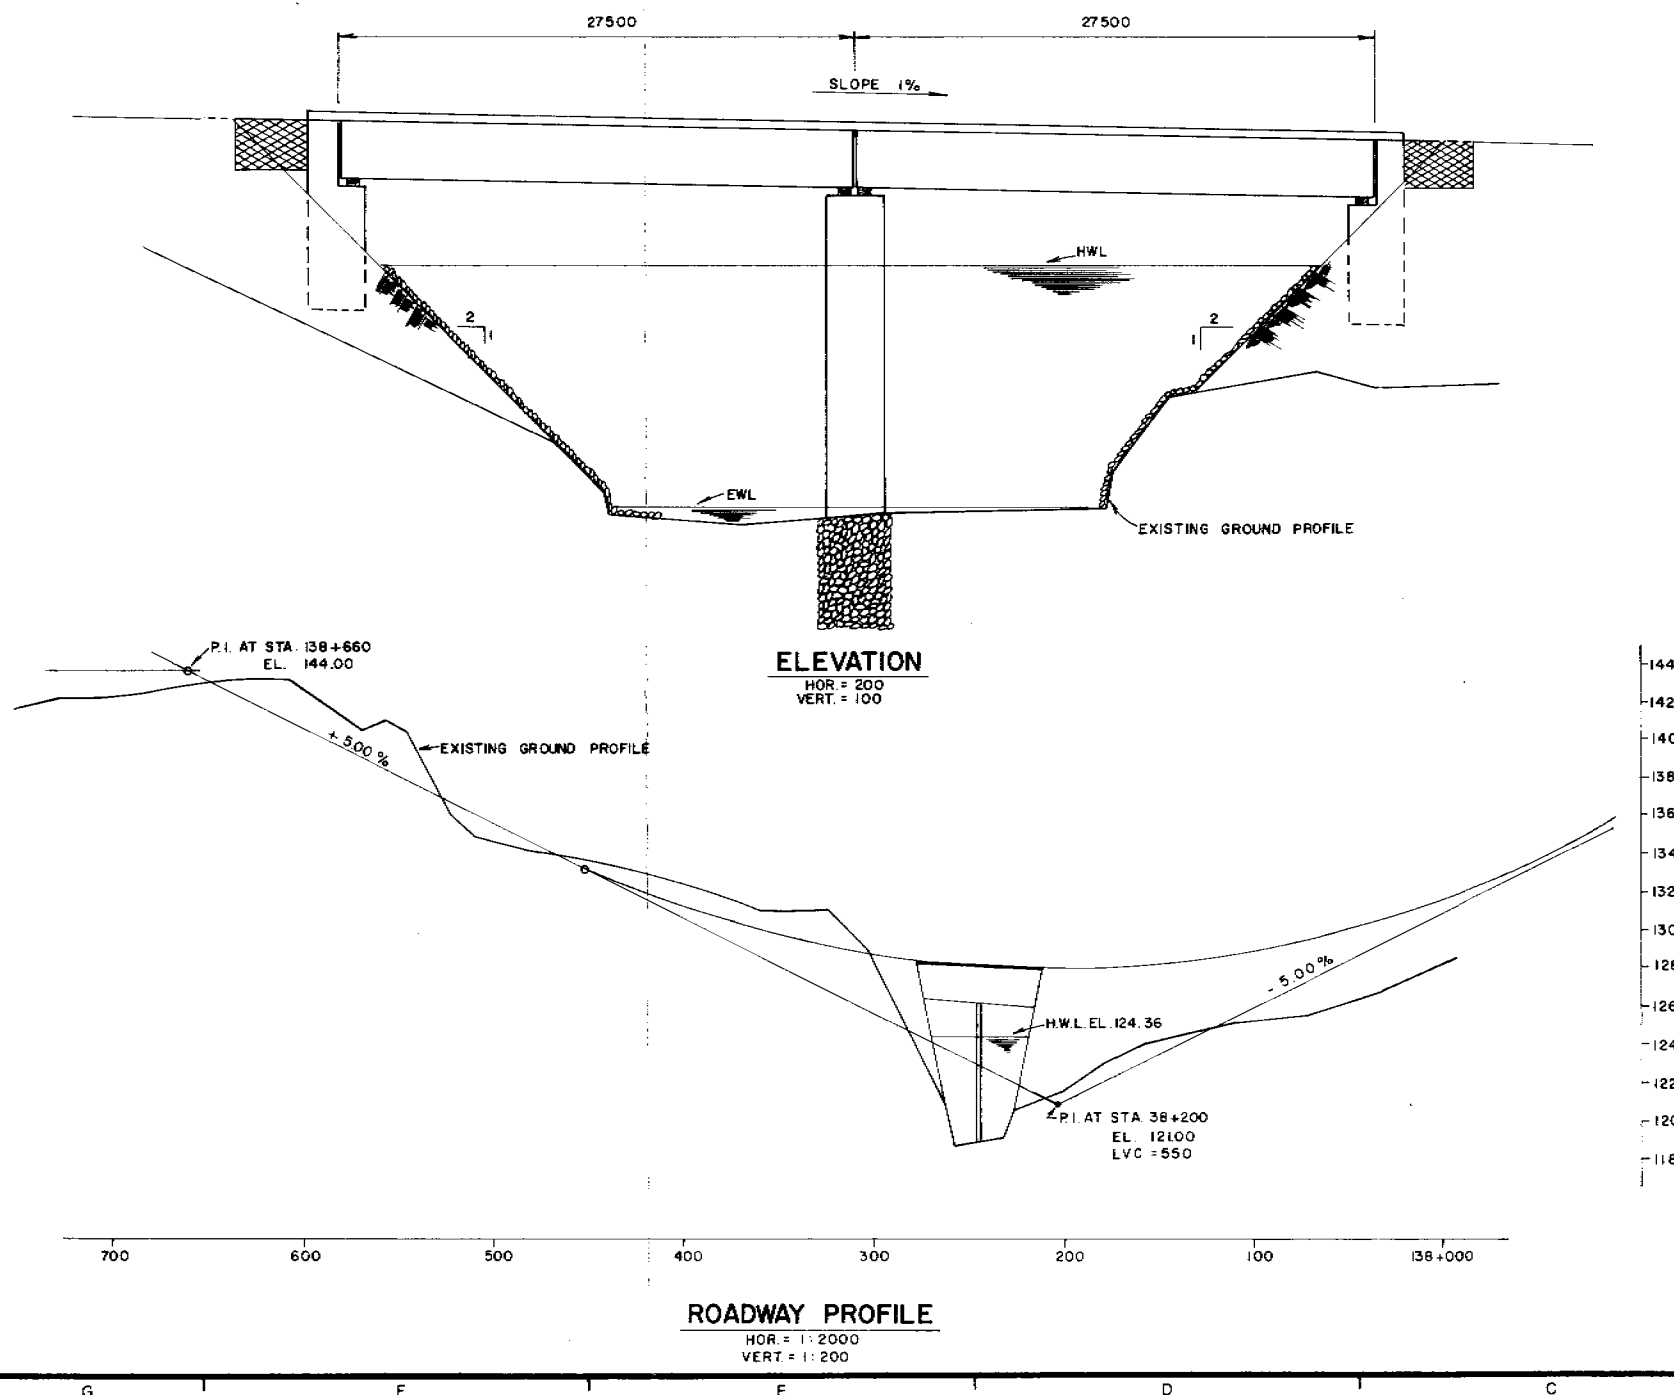 27500
27500
SLOPE 1%
HWL
2
1
2
1
EWL
EXISTING GROUND PROFILE
P.I. AT STA. 138+660
EL. 144.00
ELEVATION
HOR. = 200
VERT. = 100
+ 5.00 %
EXISTING GROUND PROFILE
144
142
140
138
136
134
132
130
128
126
124
122
120
118
- 5.00 %
H.W.L. EL. 124.36
P.I. AT STA. 38+200
EL. 121.00
LVC = 550
700
600
500
400
300
200
100
138+000
ROADWAY PROFILE
HOR. = 1:2000
VERT. = 1:200
G
F
E
D
C